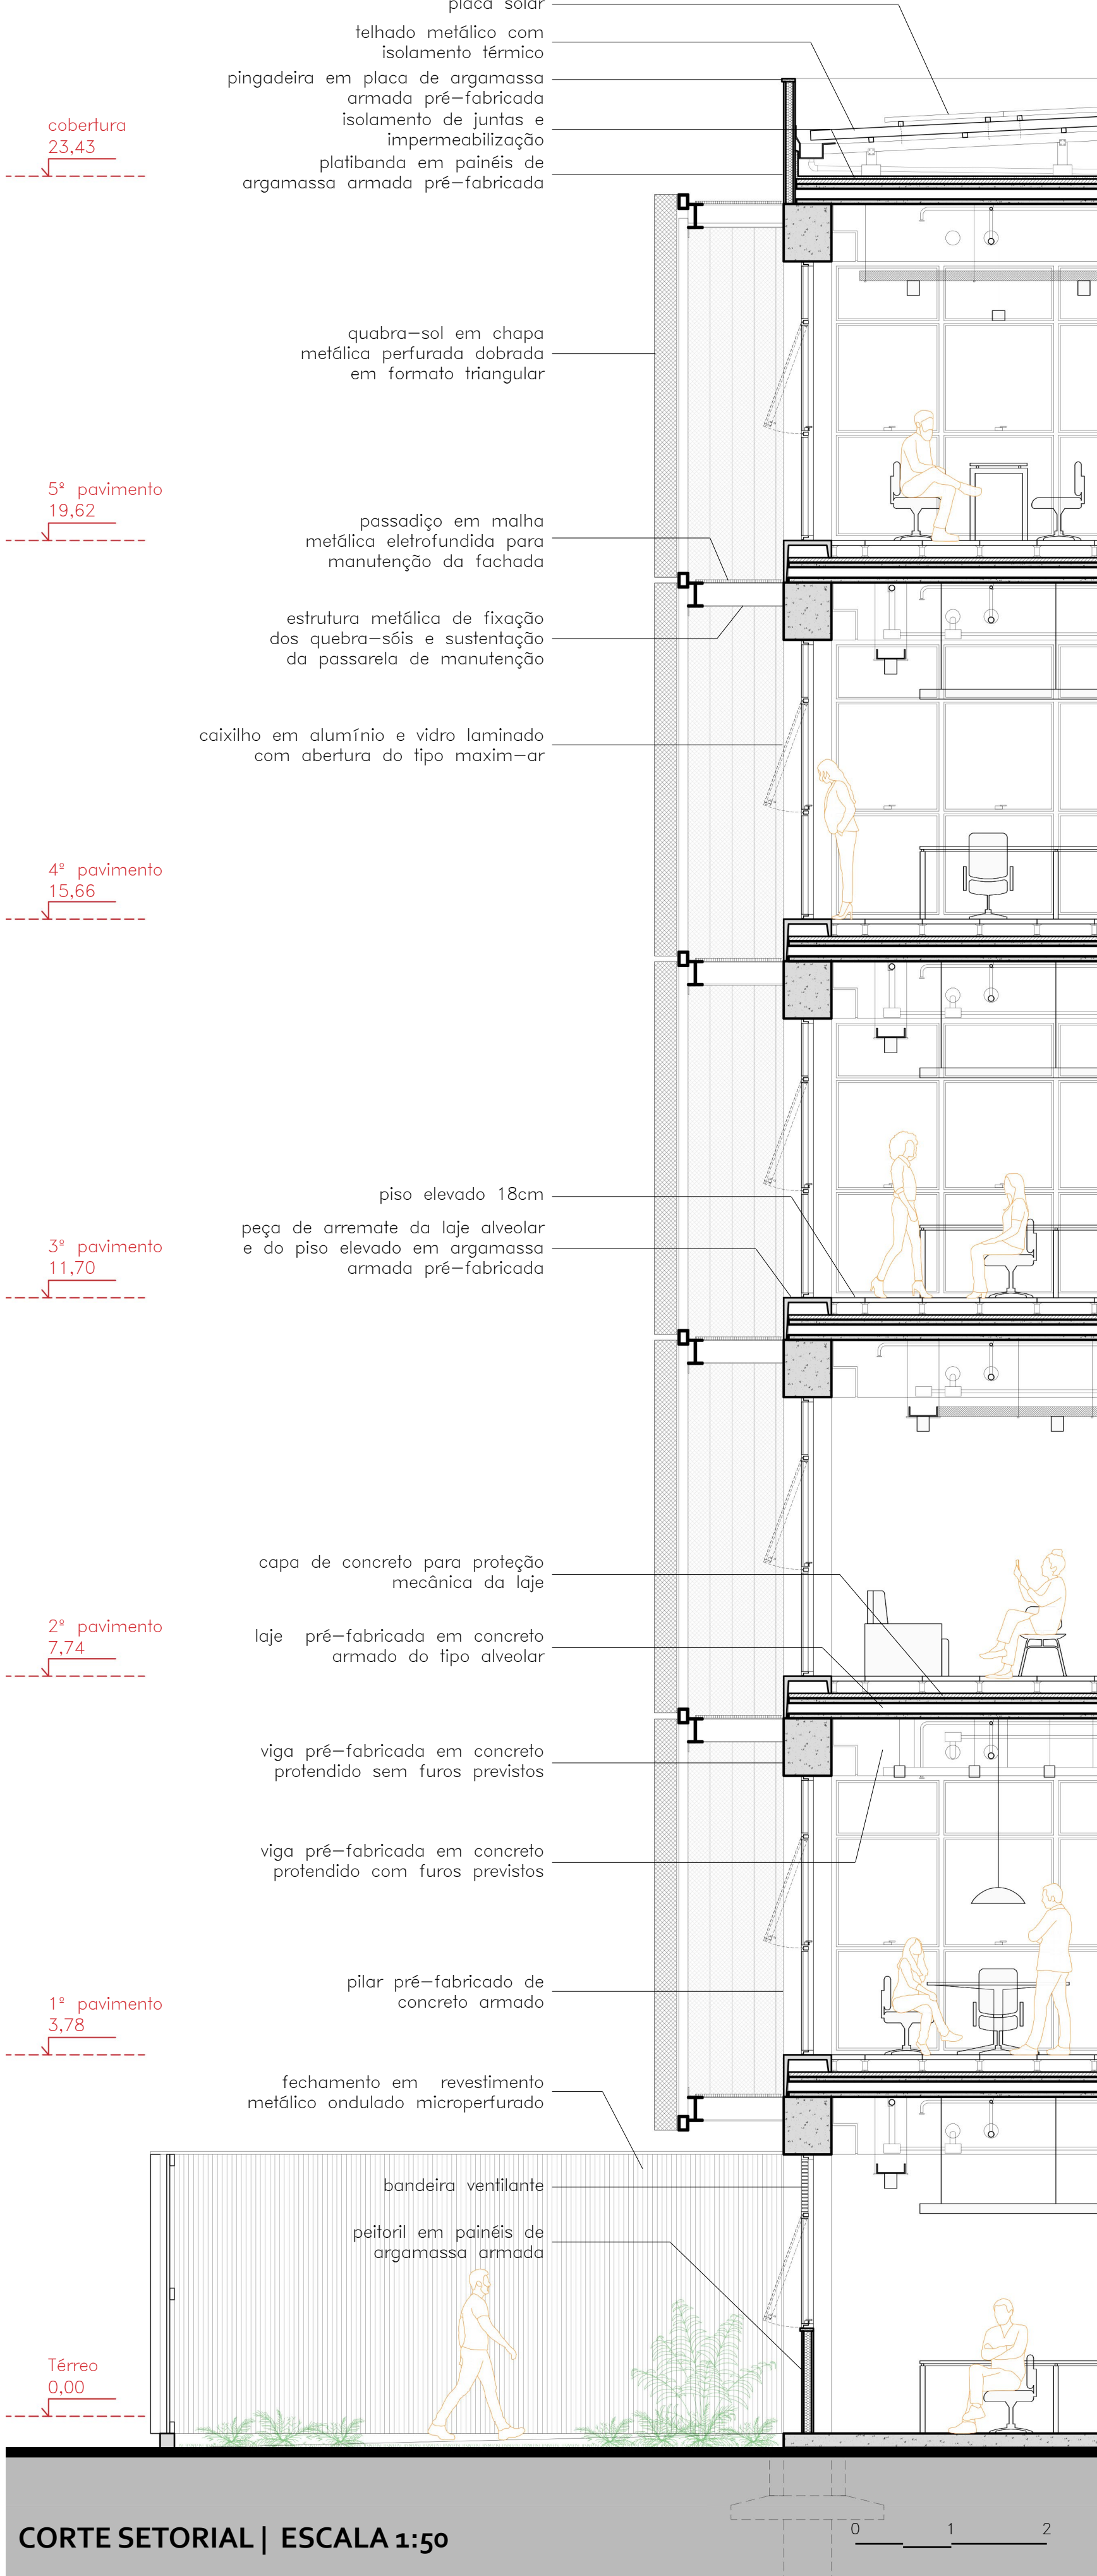 placa solar
telhado metálico com
isolamento térmico
pingadeira em placa de argamassa
armada pré-fabricada
isolamento de juntas e
impermeabilização
platibanda em painéis de
argamassa armada pré-fabricada
cobertura
23,43
quabra-sol em chapa
metálica perfurada dobrada
em formato triangular
5º pavimento
19,62
passadiço em malha
metálica eletrofundida para
manutenção da fachada
estrutura metálica de fixação
dos quebra-sóis e sustentação
da passarela de manutenção
caixilho em alumínio e vidro laminado
com abertura do tipo maxim-ar
4º pavimento
15,66
piso elevado 18cm
peça de arremate da laje alveolar
e do piso elevado em argamassa
armada pré-fabricada
3º pavimento
11,70
capa de concreto para proteção
mecânica da laje
2º pavimento
7,74
laje pré-fabricada em concreto
armado do tipo alveolar
viga pré-fabricada em concreto
protendido sem furos previstos
viga pré-fabricada em concreto
protendido com furos previstos
pilar pré-fabricado de
concreto armado
1º pavimento
3,78
fechamento em revestimento
metálico ondulado microperfurado
bandeira ventilante
peitoril em painéis de
argamassa armada
Térreo
0,00
CORTE SETORIAL | ESCALA 1:50
0 1 2